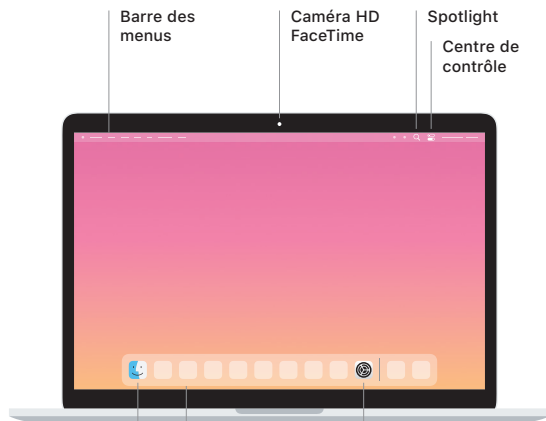 Barre des
menus
Caméra HD
FaceTime
Spotlight
Centre de
contrôle